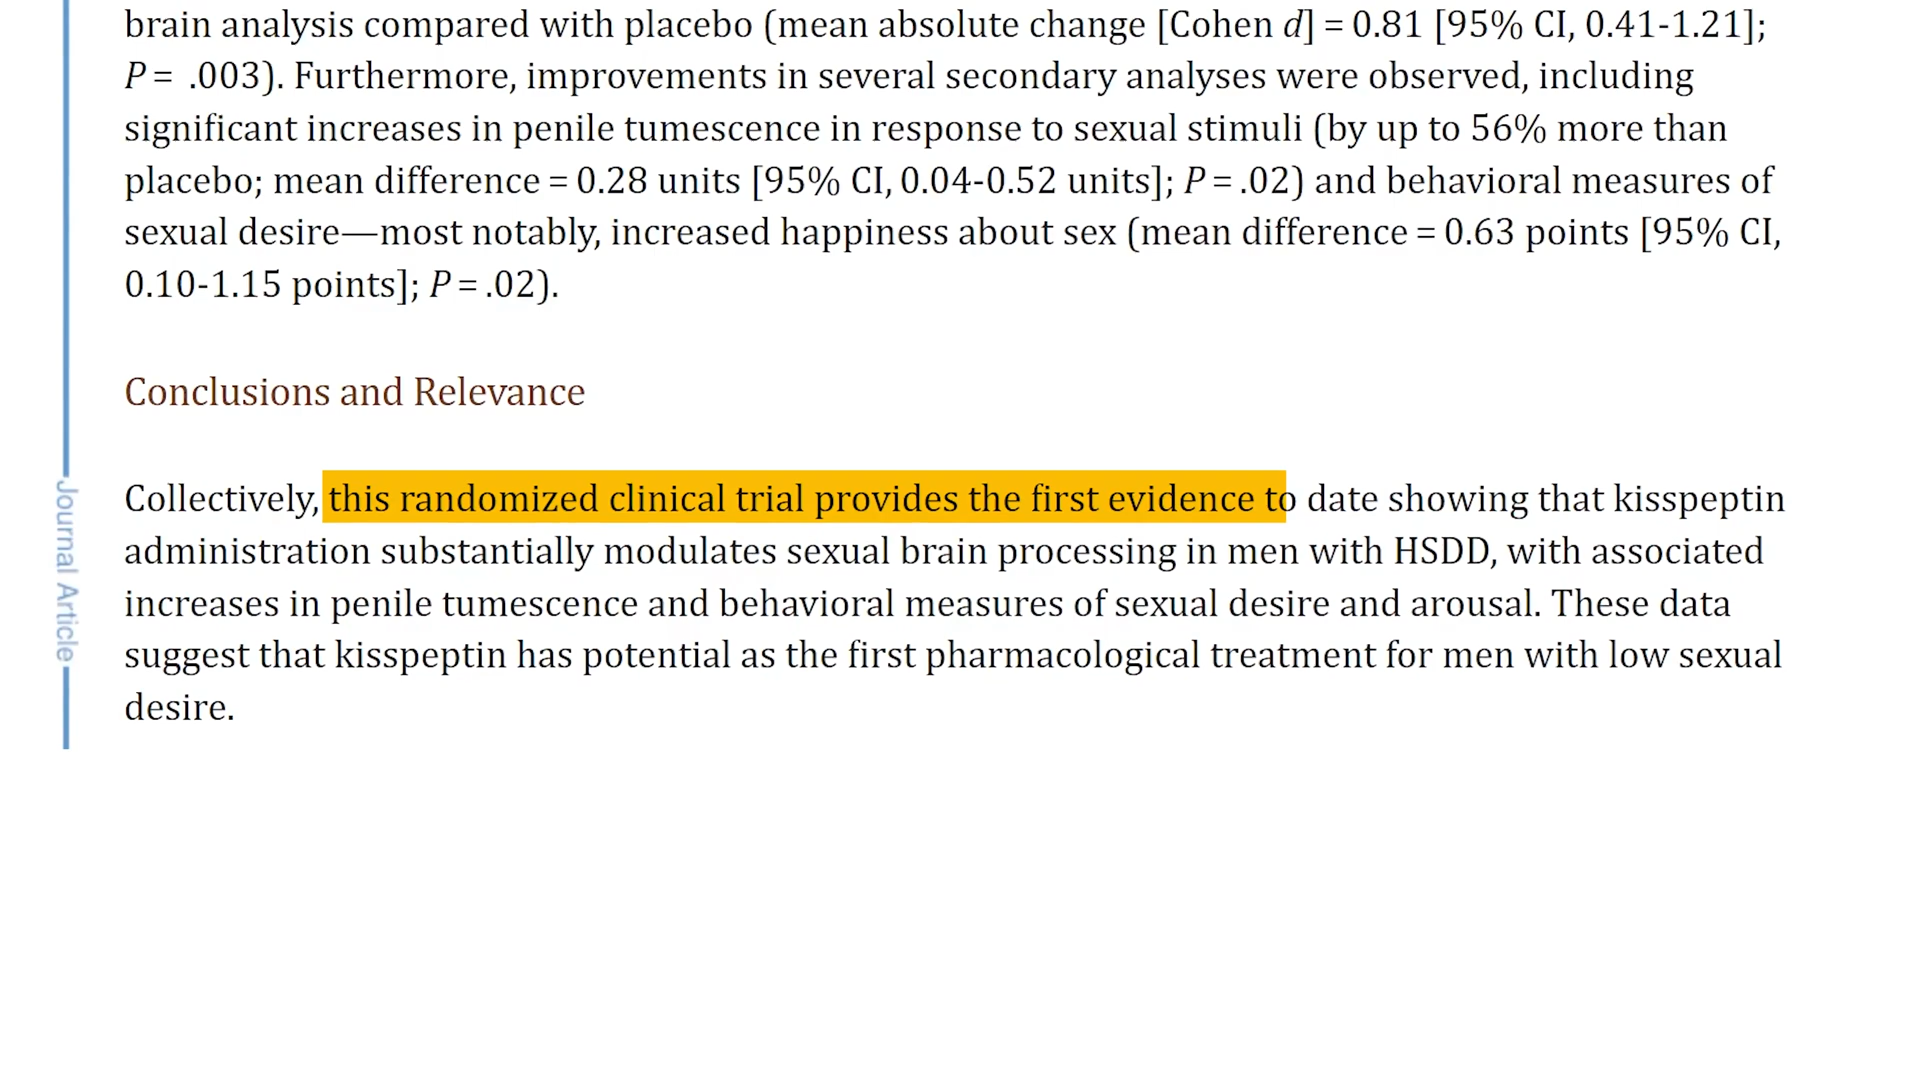 brain analysis compared with placebo (mean absolute change [Cohen d] = 0.81 [95% CI, 0.41-1.21];
P = .003). Furthermore, improvements in several secondary analyses were observed, including
significant increases in penile tumescence in response to sexual stimuli (by up to 56% more than
placebo; mean difference = 0.28 units [95% CI, 0.04-0.52 units]; P = .02) and behavioral measures of
sexual desire—most notably, increased happiness about sex (mean difference = 0.63 points [95% CI,
0.10-1.15 points]; P = .02).
Conclusions and Relevance
Collectively, this randomized clinical trial provides the first evidence to date showing that kisspeptin
administration substantially modulates sexual brain processing in men with HSDD, with associated
increases in penile tumescence and behavioral measures of sexual desire and arousal. These data
suggest that kisspeptin has potential as the first pharmacological treatment for men with low sexual
desire.
Journal Article